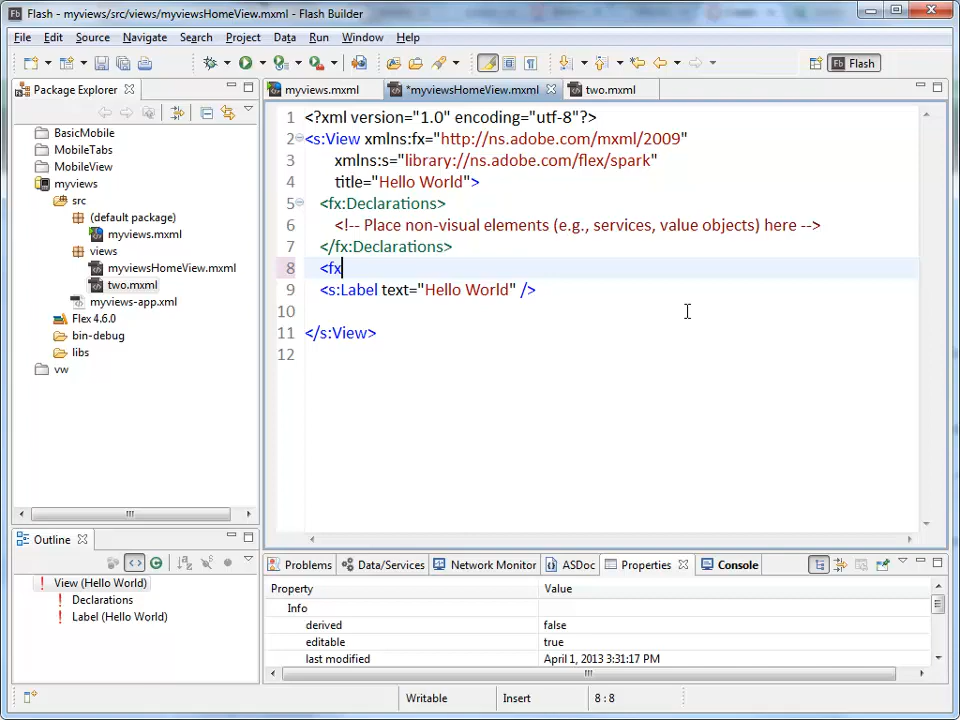 Flash - myviews/src/views/myviewsHomeView.mxml - Flash Builder
File Edit Source Navigate Search Project Data Run Window Help
Flash
Package Explorer
BasicMobile
MobileTabs
MobileView
myviews
src
(default package)
myviews.mxml
views
myviewsHomeView.mxml
two.mxml
myviews-app.xml
Flex 4.6.0
bin-debug
libs
vw
myviews.mxml *myviewsHomeView.mxml two.mxml
1 <?xml version="1.0" encoding="utf-8"?>
2 <s:View xmlns:fx="http://ns.adobe.com/mxml/2009"
3 xmlns:s="library://ns.adobe.com/flex/spark"
4 title="Hello World">
5 <fx:Declarations>
6 <!-- Place non-visual elements (e.g., services, value objects) here -->
7 </fx:Declarations>
8 <fx
9 <s:Label text="Hello World" />
10
11 </s:View>
12
Outline
View (Hello World)
Declarations
Label (Hello World)
Problems Data/Services Network Monitor ASDoc Properties Console
Property Value
Info
derived false
editable true
last modified April 1, 2013 3:31:17 PM
Writable Insert 8 : 8